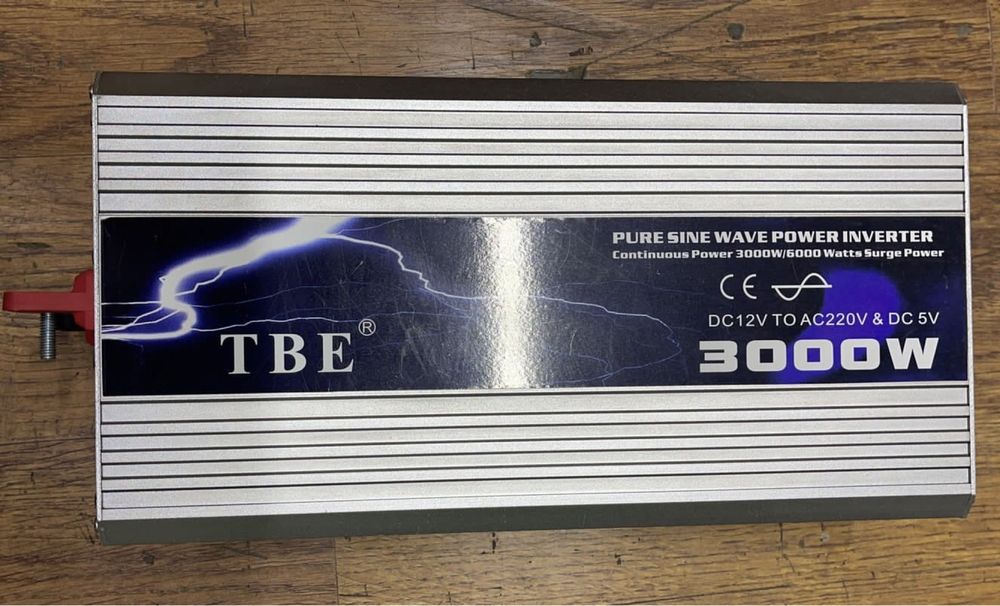 PURE SINE WAVE POWER INVERTER
Continuous Power 3000W/6000 Watts Surge Power
CE
DC12V TO AC220V & DC 5V
TBE®
3000W